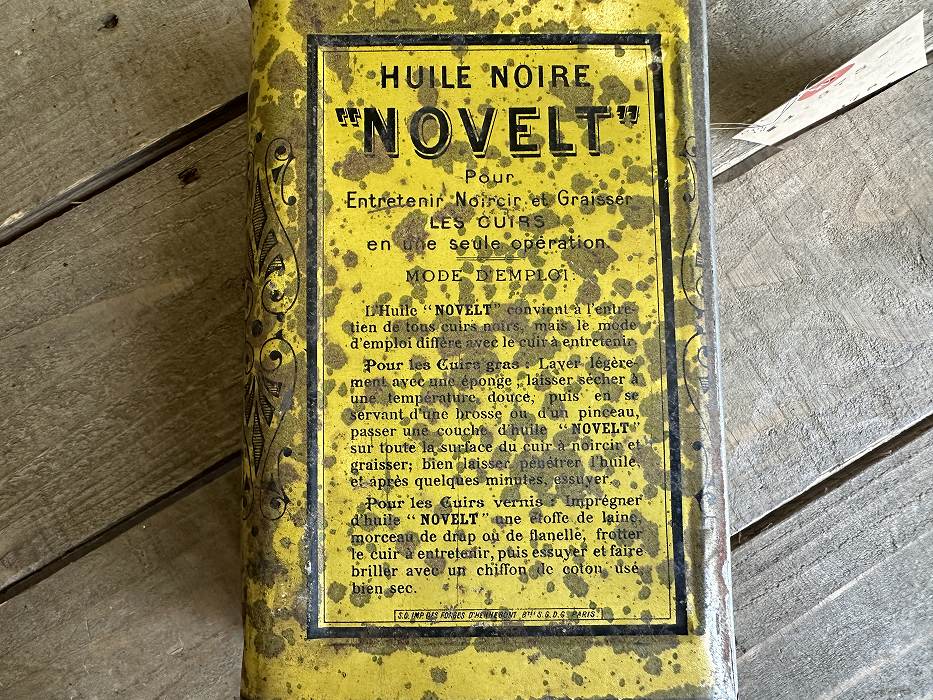 HUILE NOIRE
"NOVELT"
Pour
Entretenir Noircir et Graisser
LES CUIRS
en une seule opération.
MODE D'EMPLOI
L'Huile "NOVELT" convient à l'entre-
tien de tous cuirs noirs, mais le mode
d'emploi diffère avec le cuir à entretenir.
Pour les Cuirs gras : Laver légère-
ment avec une éponge; laisser sécher à
une température douce, puis en se
servant d'une brosse ou d'un pinceau,
passer une couche d'huile "NOVELT"
sur toute la surface du cuir à noircir et
graisser; bien laisser pénétrer l'huile,
et après quelques minutes, essuyer.
Pour les Cuirs vernis : Imprégner
d'huile "NOVELT" une étoffe de laine,
morceau de drap ou de flanelle, frotter
le cuir à entretenir, puis essuyer et faire
briller avec un chiffon de coton usé
bien sec.
S.G. IMP. DES FORGES D'HENNEBONT Btés S.G.D.G. PARIS.